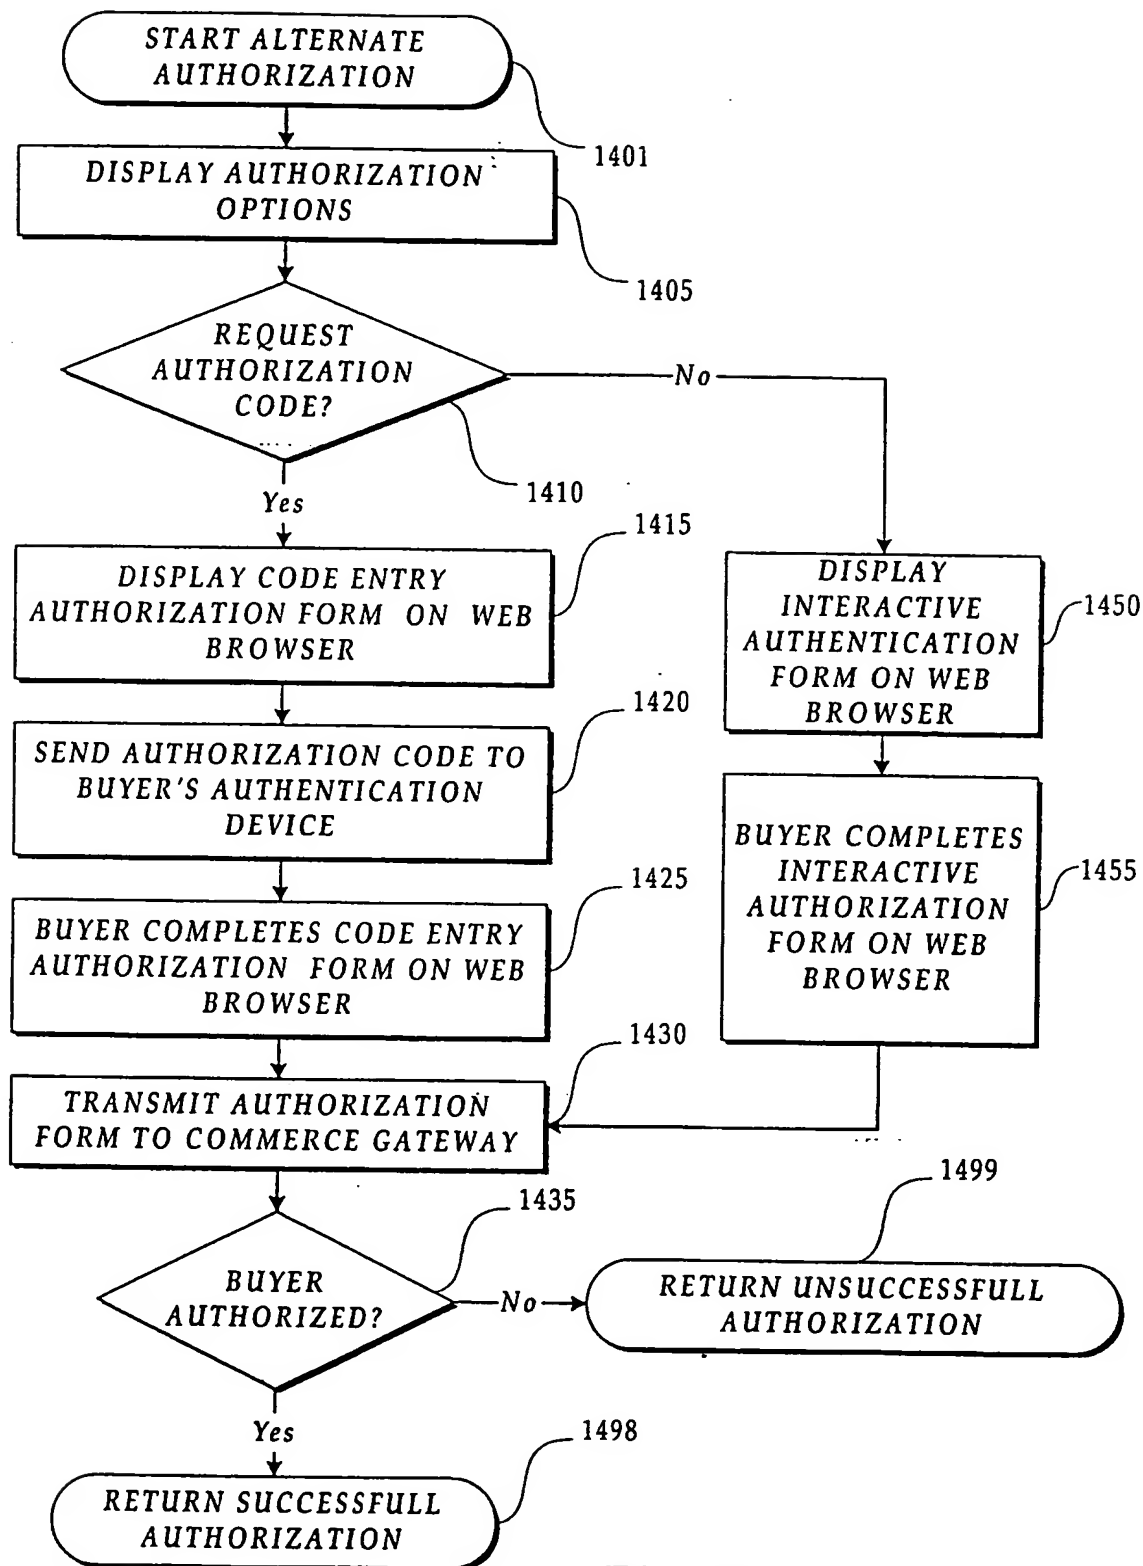 START ALTERNATE
AUTHORIZATION
1401
DISPLAY AUTHORIZATION
OPTIONS
1405
REQUEST
AUTHORIZATION
CODE?
No
1410
Yes
1415
DISPLAY CODE ENTRY
AUTHORIZATION FORM ON WEB
BROWSER
DISPLAY
INTERACTIVE
AUTHENTICATION
FORM ON WEB
BROWSER
1450
1420
SEND AUTHORIZATION CODE TO
BUYER'S AUTHENTICATION
DEVICE
BUYER COMPLETES
INTERACTIVE
AUTHORIZATION
FORM ON WEB
BROWSER
1455
1425
BUYER COMPLETES CODE ENTRY
AUTHORIZATION FORM ON WEB
BROWSER
1430
TRANSMIT AUTHORIZATION
FORM TO COMMERCE GATEWAY
1435
BUYER
AUTHORIZED?
No
1499
RETURN UNSUCCESSFULL
AUTHORIZATION
Yes
1498
RETURN SUCCESSFULL
AUTHORIZATION